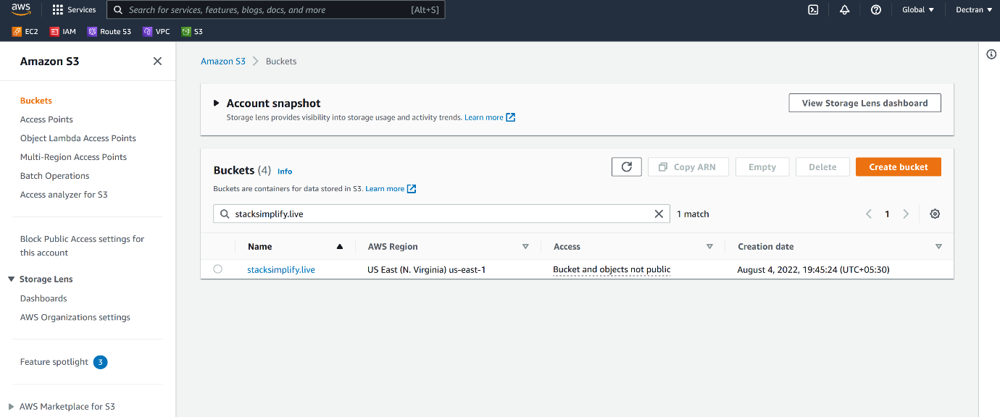 aws Services Search for services, features, blogs, docs, and more [Alt+S] Global Dectran
EC2 IAM Route 53 VPC S3
Amazon S3
Buckets
Access Points
Object Lambda Access Points
Multi-Region Access Points
Batch Operations
Access analyzer for S3
Block Public Access settings for
this account
Storage Lens
Dashboards
AWS Organizations settings
Feature spotlight 3
AWS Marketplace for S3
Amazon S3 > Buckets
Account snapshot
Storage lens provides visibility into storage usage and activity trends. Learn more
View Storage Lens dashboard
Buckets (4) Info
Buckets are containers for data stored in S3. Learn more
Copy ARN Empty Delete Create bucket
stacksimplify.live 1 match < 1 >
Name AWS Region Access Creation date
stacksimplify.live US East (N. Virginia) us-east-1 Bucket and objects not public August 4, 2022, 19:45:24 (UTC+05:30)